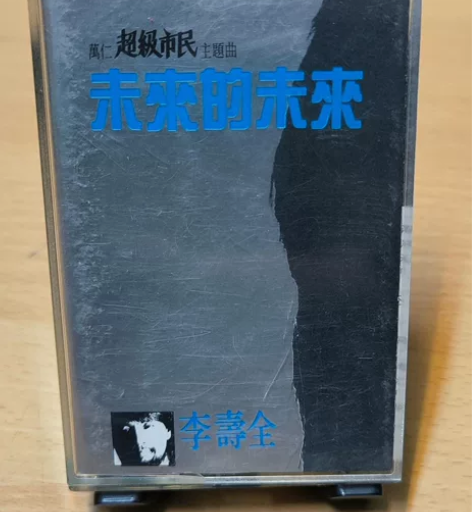 萬仁 超級市民 主題曲
未來的未來
李壽全